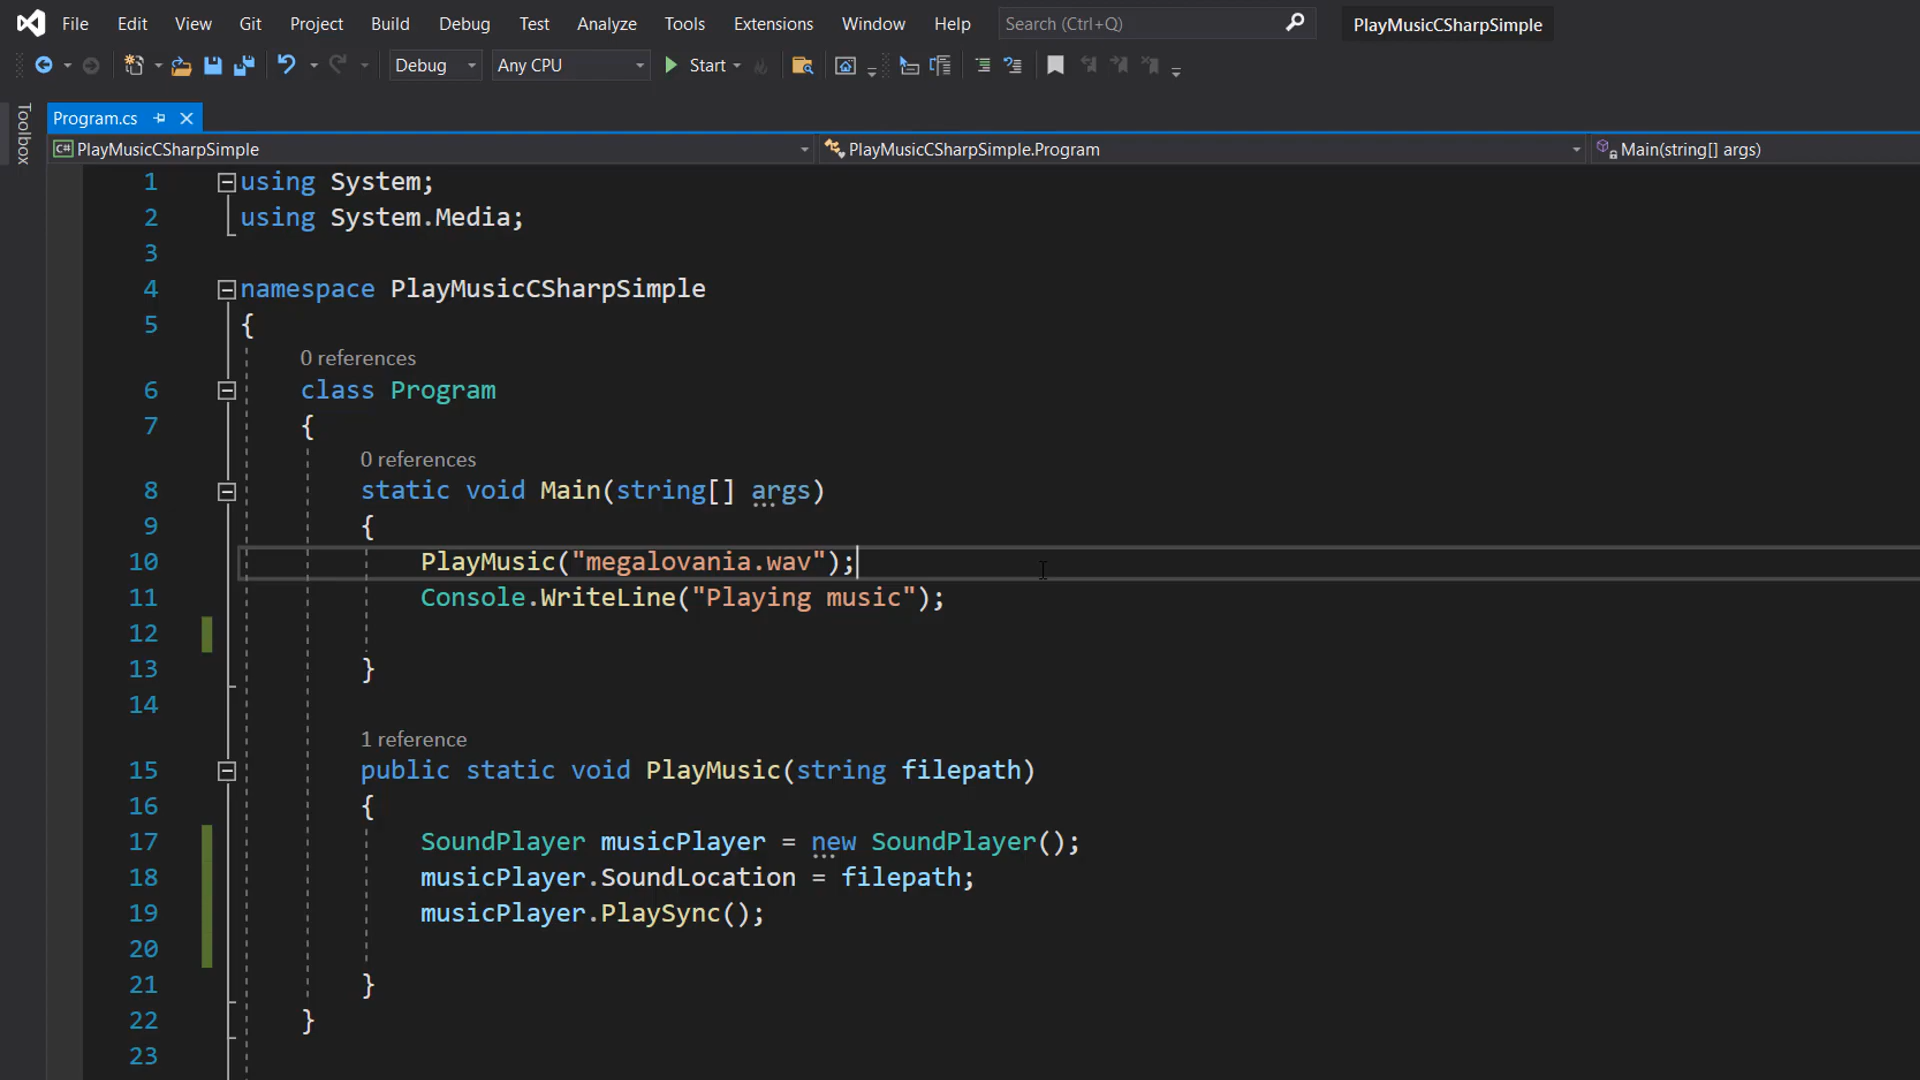 File Edit View Git Project Build Debug Test Analyze Tools Extensions Window Help Search (Ctrl+Q) PlayMusicCSharpSimple
Debug Any CPU Start
Toolbox
Program.cs
C# PlayMusicCSharpSimple PlayMusicCSharpSimple.Program Main(string[] args)
1 using System;
2 using System.Media;
3
4 namespace PlayMusicCSharpSimple
5 {
0 references
6 class Program
7 {
0 references
8 static void Main(string[] args)
9 {
10 PlayMusic("megalovania.wav");
11 Console.WriteLine("Playing music");
12
13 }
14
1 reference
15 public static void PlayMusic(string filepath)
16 {
17 SoundPlayer musicPlayer = new SoundPlayer();
18 musicPlayer.SoundLocation = filepath;
19 musicPlayer.PlaySync();
20
21 }
22 }
23